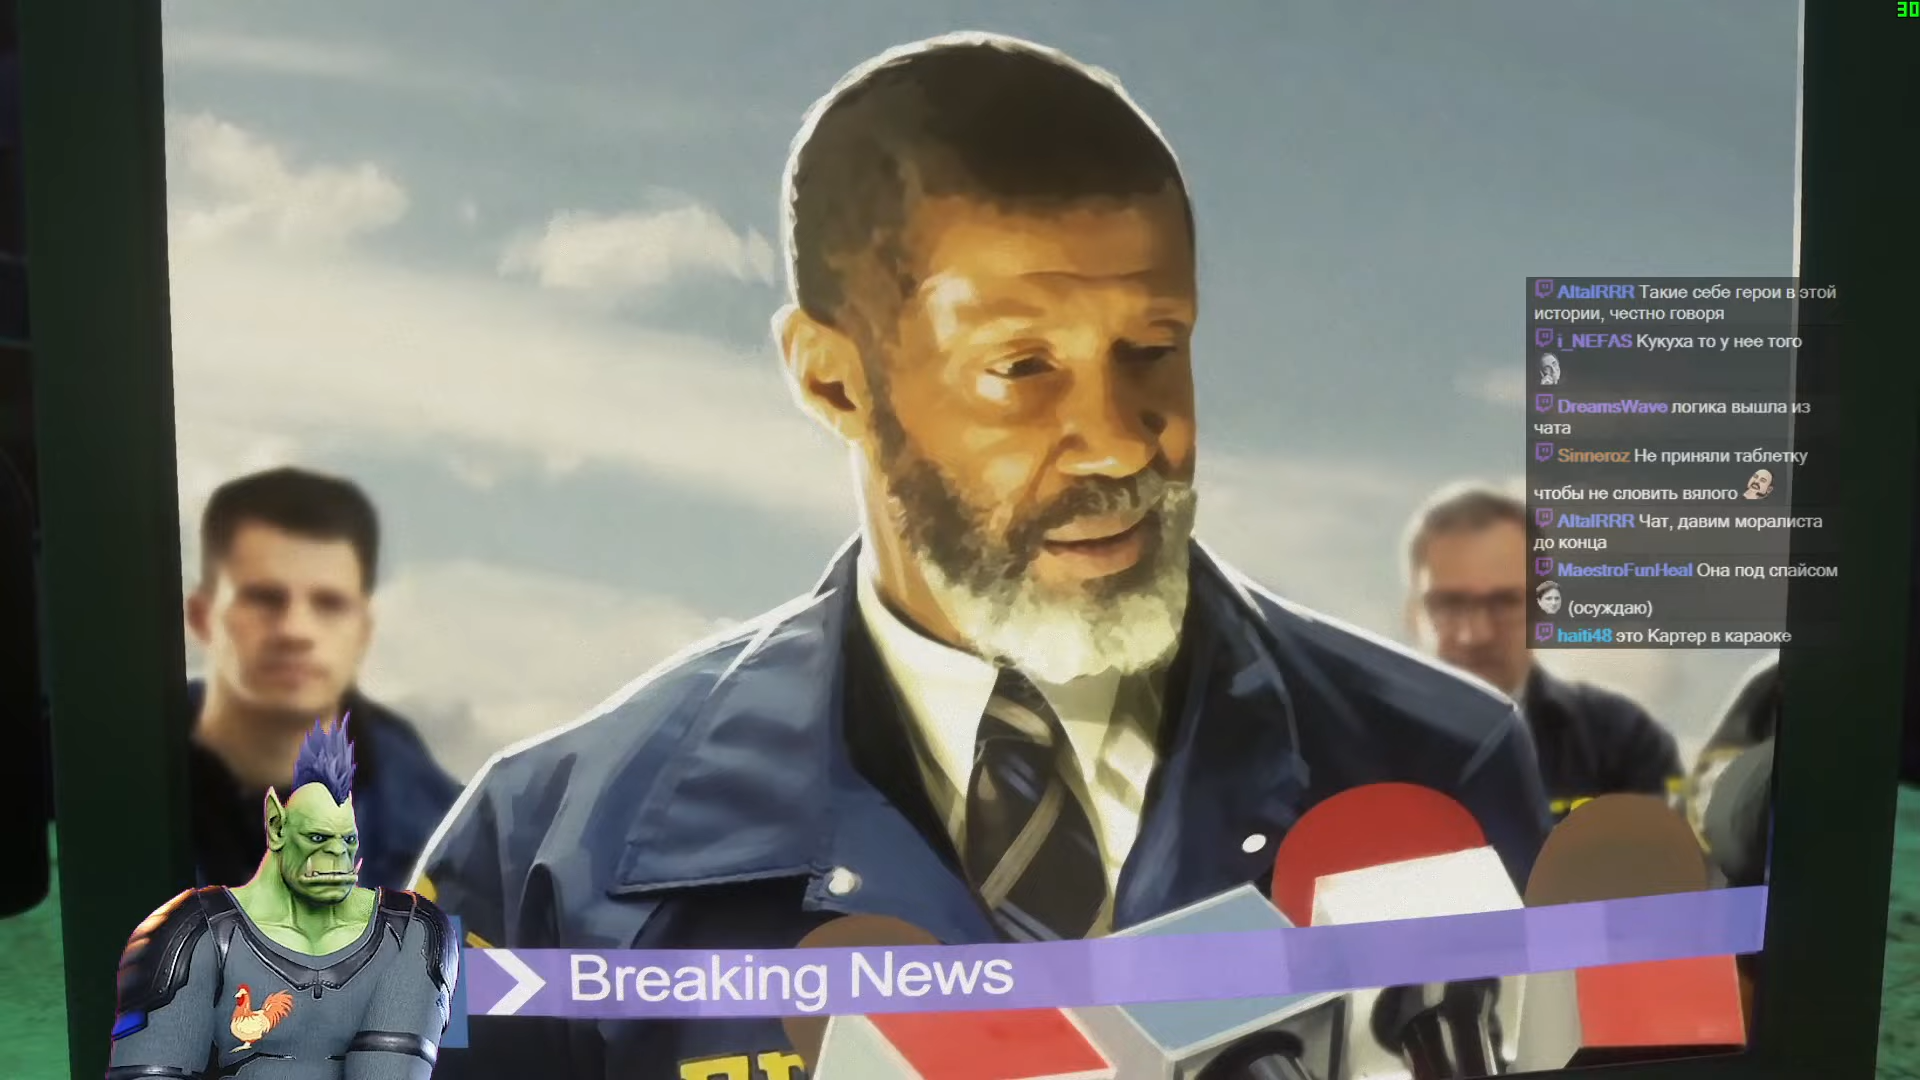 30
AltaIRRR Такие себе герои в этой
истории, честно говоря
i_NEFAS Кукуха то у нее того
DreamsWave логика вышла из
чата
Sinneroz Не приняли таблетку
чтобы не словить вялого
AltaIRRR Чат, давим моралиста
до конца
MaestroFunHeal Она под спайсом
(осуждаю)
haiti48 это Картер в караоке
Breaking News